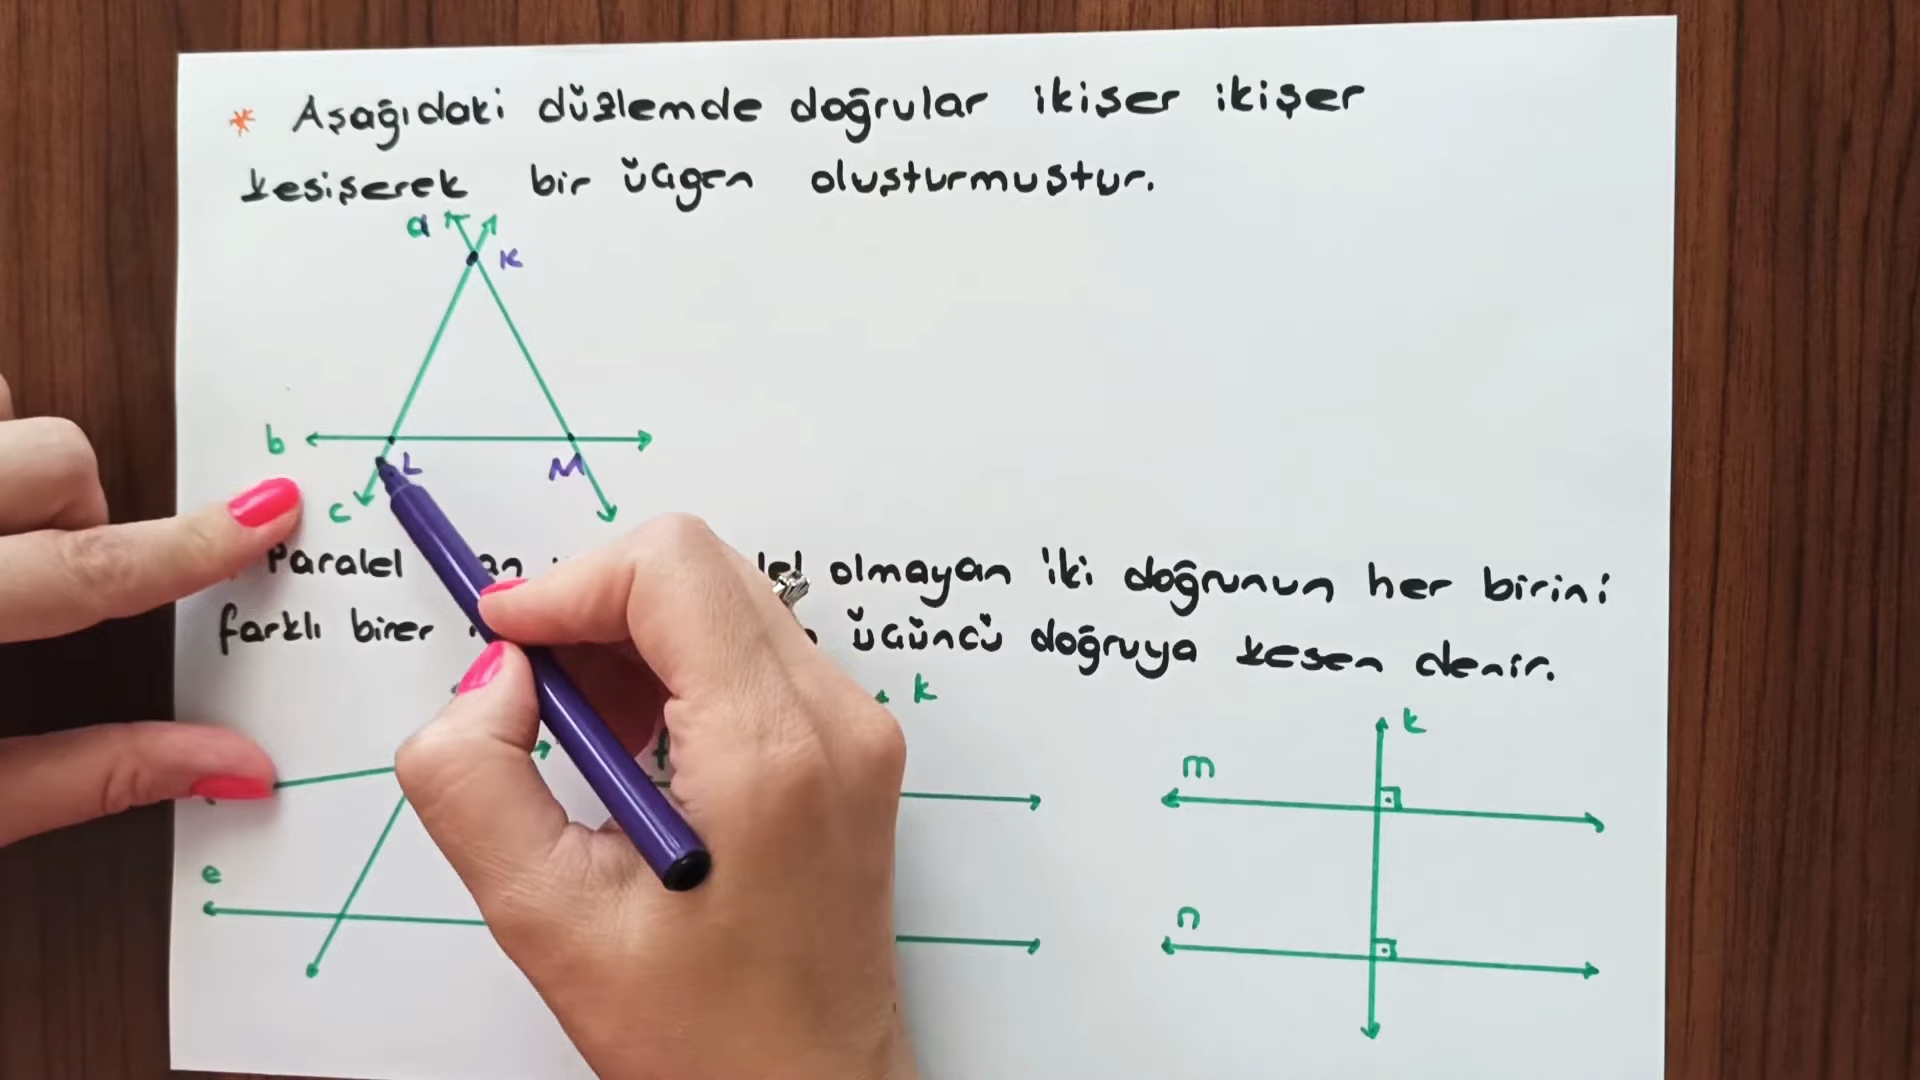 * Aşağıdaki düzlemde doğrular ikişer ikişer
kesişerek bir üçgen oluşturmuştur.
a
K
b
L M
c
Paralel olmayan iki doğrunun her birini
farklı birer üçüncü doğruya kesen denir.
k
k
m
f
e
n